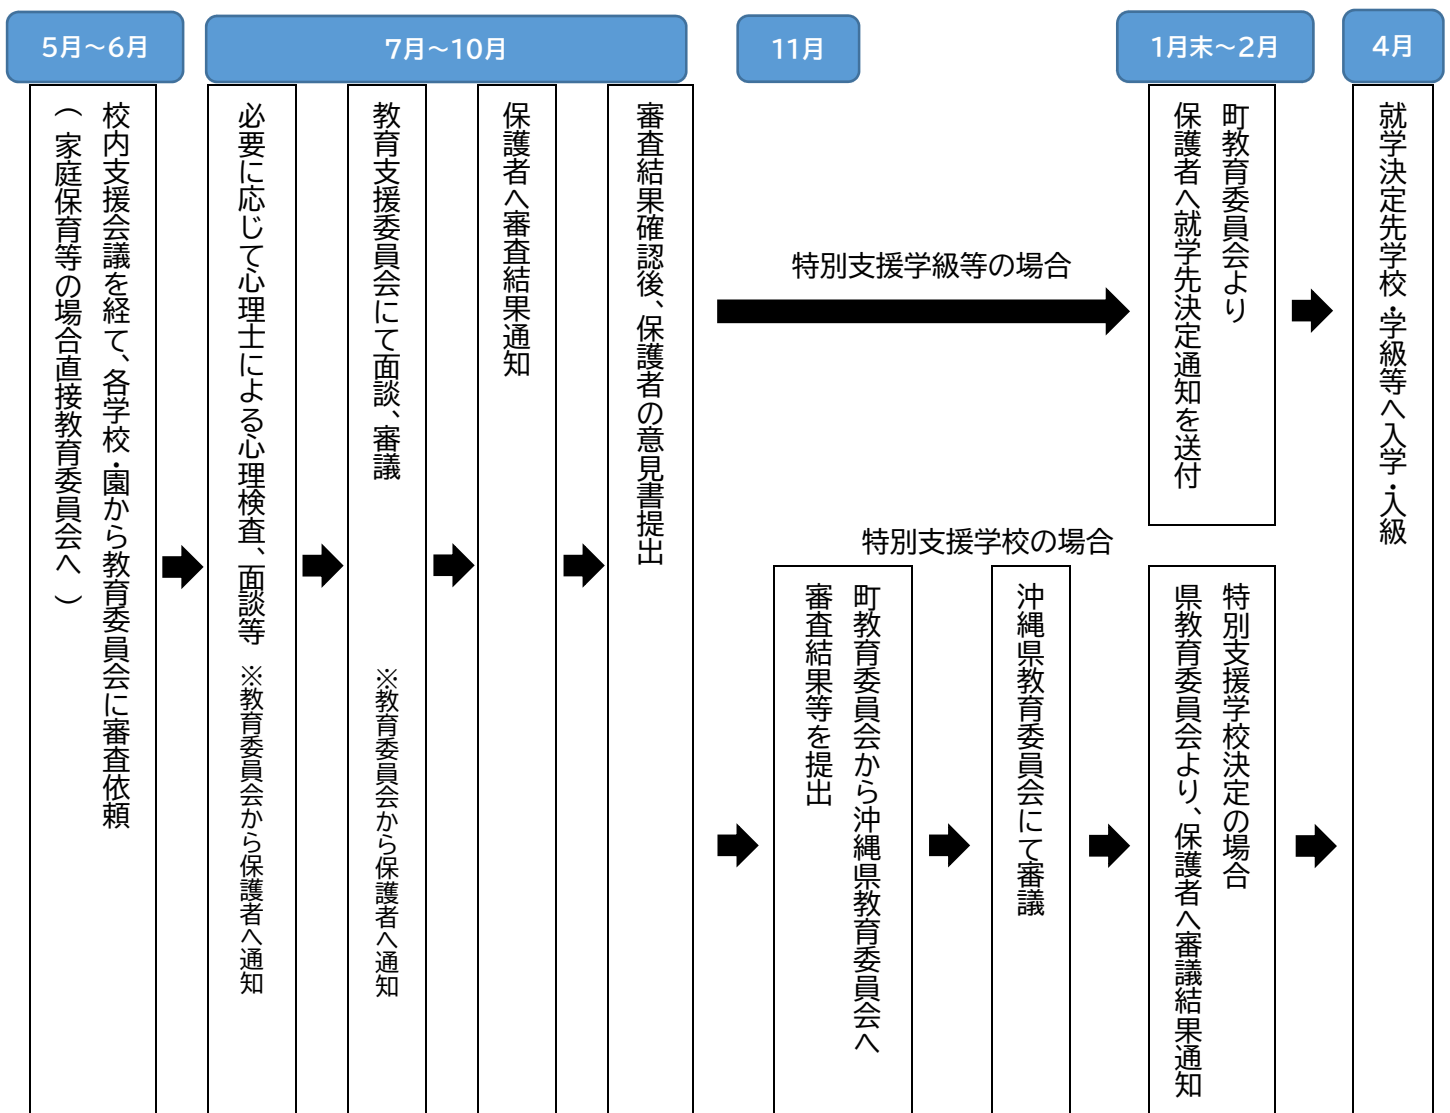 5月～6月
7月～10月
11月
1月末～2月
4月
校内支援会議を経て、各学校・園から教育委員会に審査依頼
（家庭保育等の場合直接教育委員会へ）
必要に応じて心理士による心理検査、面談等 ※教育委員会から保護者へ通知
教育支援委員会にて面談、審議 ※教育委員会から保護者へ通知
保護者へ審査結果通知
審査結果確認後、保護者の意見書提出
特別支援学級等の場合
町教育委員会より
保護者へ就学先決定通知を送付
特別支援学校の場合
町教育委員会から沖縄県教育委員会へ
審査結果等を提出
沖縄県教育委員会にて審議
特別支援学校決定の場合
県教育委員会より、保護者へ審議結果通知
就学決定先学校・学級等へ入学・入級